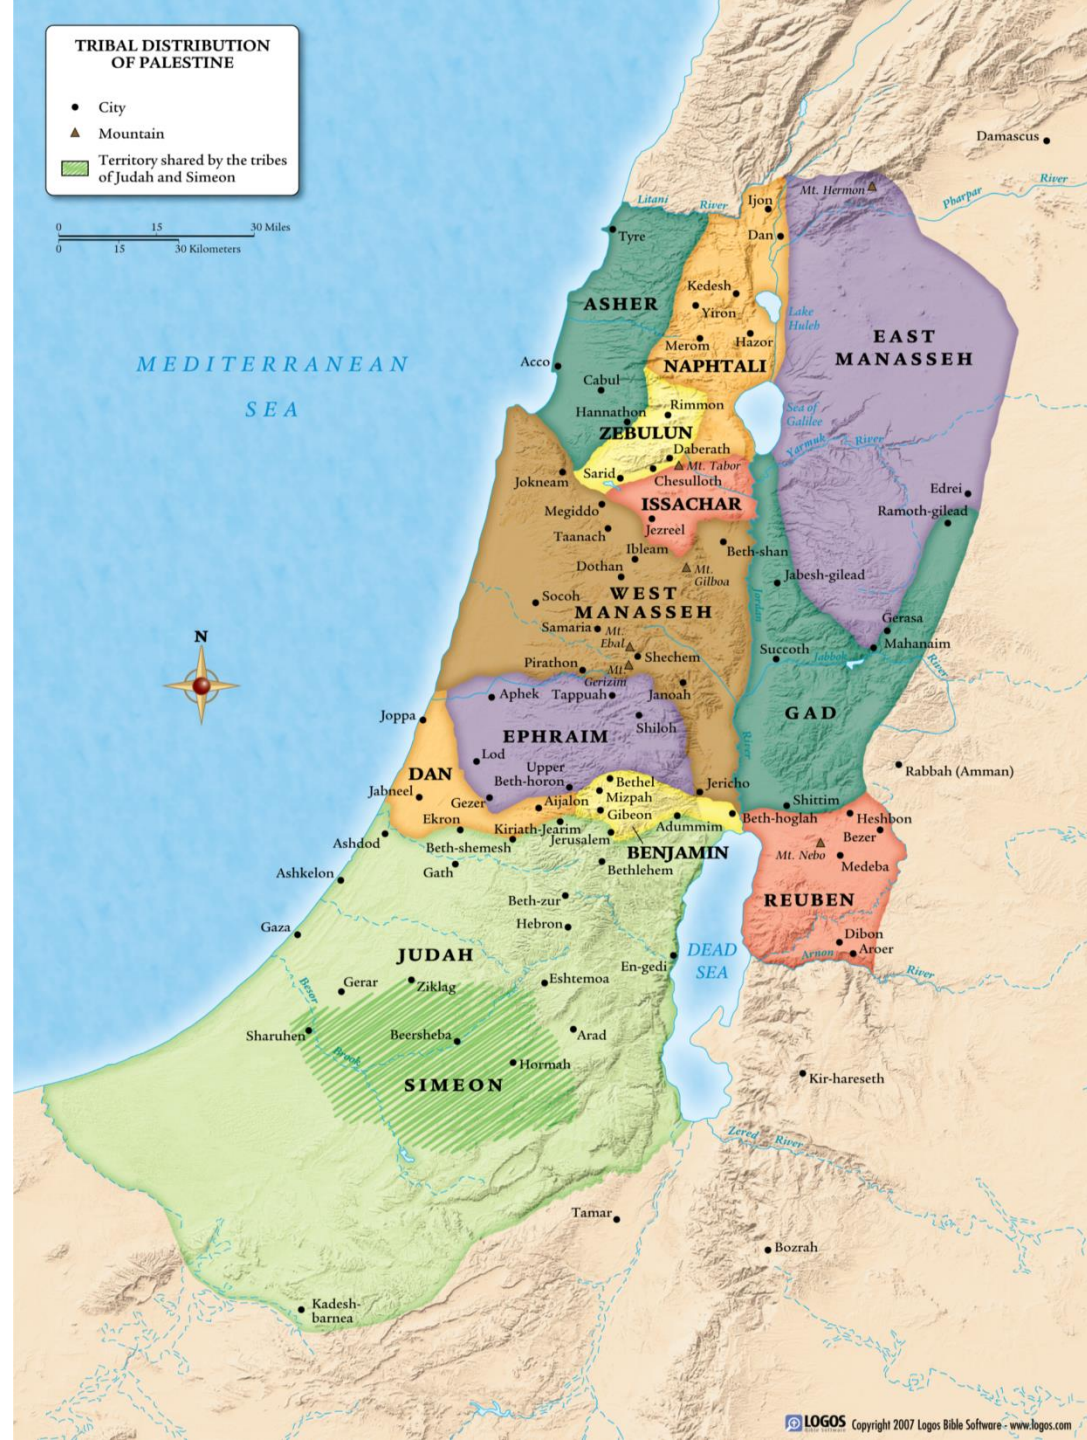 TRIBAL DISTRIBUTION
OF PALESTINE
City
Mountain
Territory shared by the tribes
of Judah and Simeon
0 15 30 Miles
0 15 30 Kilometers
Damascus
Mt. Hermon
Pharpar River
Litani River
Ijon
Tyre
Dan
Kedesh
ASHER
Yiron
Lake
Huleh
Merom
Hazor
EAST
MANASSEH
MEDITERRANEAN
SEA
Acco
NAPHTALI
Cabul
Hannathon
Rimmon
Sea of
Galilee
ZEBULUN
Yarmuk River
Daberath
Mt. Tabor
Sarid
Chesulloth
Jokneam
Edrei
Megiddo
ISSACHAR
Ramoth-gilead
Taanach
Jezreel
Ibleam
Beth-shan
Dothan
Mt.
Gilboa
Jabesh-gilead
Socoh
WEST
MANASSEH
Jordan
River
Samaria
Mt.
Ebal
Gerasa
Mahanaim
N
Pirathon
Shechem
Mt.
Gerizim
Succoth
Jabbok
River
Aphek
Tappuah
Janoah
Joppa
Shiloh
GAD
EPHRAIM
Lod
DAN
Upper
Beth-horon
Bethel
Jericho
Rabbah (Amman)
Jabneel
Gezer
Aijalon
Mizpah
Shittim
Ekron
Gibeon
Kiriath-Jearim
Adummim
Beth-hoglah
Heshbon
Ashdod
Beth-shemesh
Jerusalem
BENJAMIN
Bezer
Mt. Nebo
Gath
Bethlehem
Medeba
Ashkelon
Beth-zur
REUBEN
Gaza
Hebron
Dibon
JUDAH
DEAD
SEA
Arnon River
Aroer
En-gedi
Gerar
Ziklag
Eshtemoa
Besor
Brook
Sharuhen
Beersheba
Arad
Hormah
SIMEON
Kir-hareseth
Zered River
Tamar
Bozrah
Kadesh-
barnea
LOGOS
Bible Software
Copyright 2007 Logos Bible Software - www.logos.com